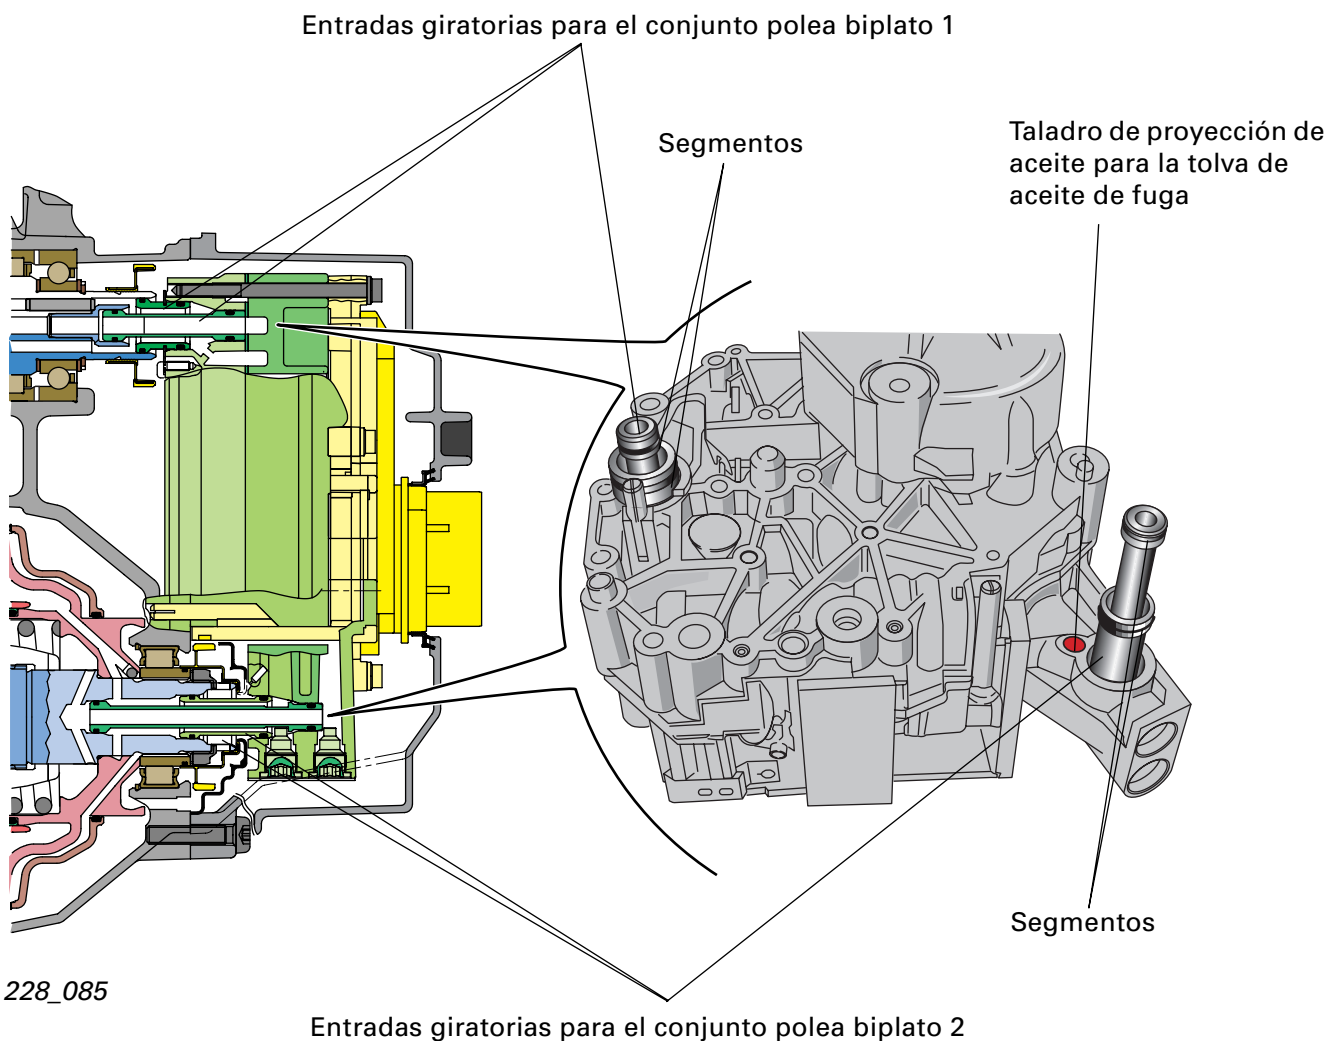 Entradas giratorias para el conjunto polea biplato 1
Segmentos
Taladro de proyección de
aceite para la tolva de
aceite de fuga
Segmentos
228_085
Entradas giratorias para el conjunto polea biplato 2